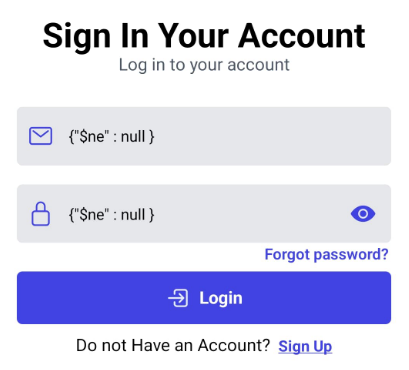 Sign In Your Account
Log in to your account
{"$ne" : null }
{"$ne" : null }
Forgot password?
Login
Do not Have an Account? Sign Up